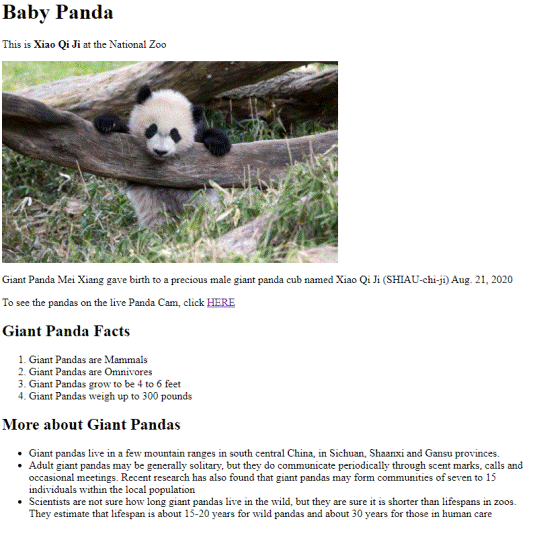 Baby Panda
This is Xiao Qi Ji at the National Zoo
Giant Panda Mei Xiang gave birth to a precious male giant panda cub named Xiao Qi Ji (SHIAU-chi-ji) Aug. 21, 2020
To see the pandas on the live Panda Cam, click HERE
Giant Panda Facts
1. Giant Pandas are Mammals
2. Giant Pandas are Omnivores
3. Giant Pandas grow to be 4 to 6 feet
4. Giant Pandas weigh up to 300 pounds
More about Giant Pandas
• Giant pandas live in a few mountain ranges in south central China, in Sichuan, Shaanxi and Gansu provinces.
• Adult giant pandas may be generally solitary, but they do communicate periodically through scent marks, calls and
occasional meetings. Recent research has also found that giant pandas may form communities of seven to 15
individuals within the local population
• Scientists are not sure how long giant pandas live in the wild, but they are sure it is shorter than lifespans in zoos.
They estimate that lifespan is about 15-20 years for wild pandas and about 30 years for those in human care